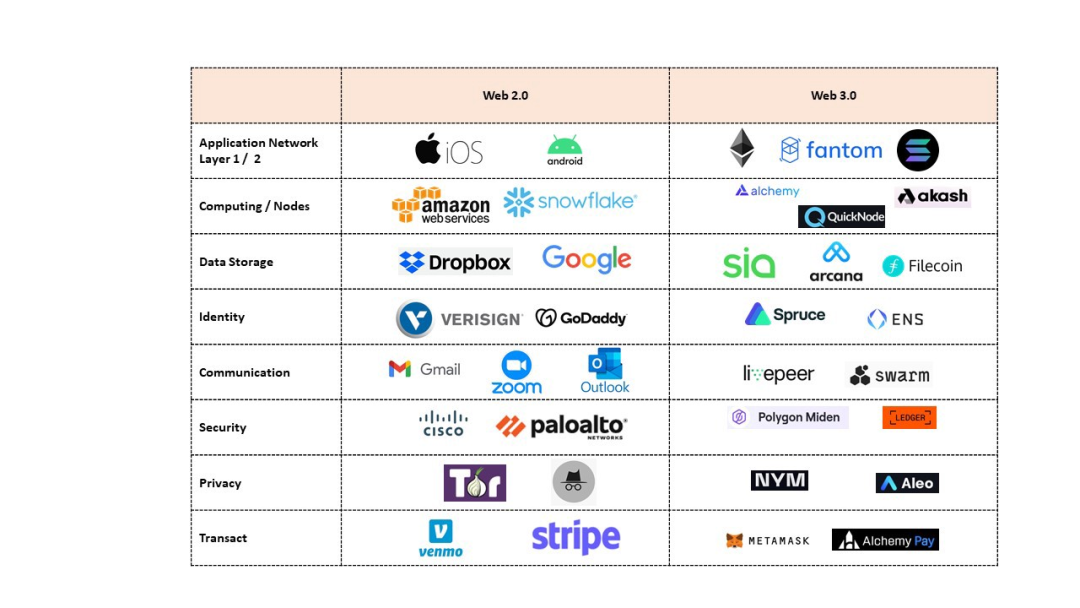 Web 2.0
Web 3.0
Application Network
Layer 1 / 2
iOS
android
fantom
Computing / Nodes
amazon
webservices
snowflake
alchemy
akash
QuickNode
Data Storage
Dropbox
Google
sia
arcana
Filecoin
Identity
VERISIGN
GoDaddy
Spruce
ENS
Communication
Gmail
zoom
Outlook
livepeer
swarm
Security
CISCO
paloalto
NETWORKS
Polygon Miden
LEDGER
Privacy
Tor
NYM
Aleo
Transact
venmo
stripe
METAMASK
Alchemy Pay